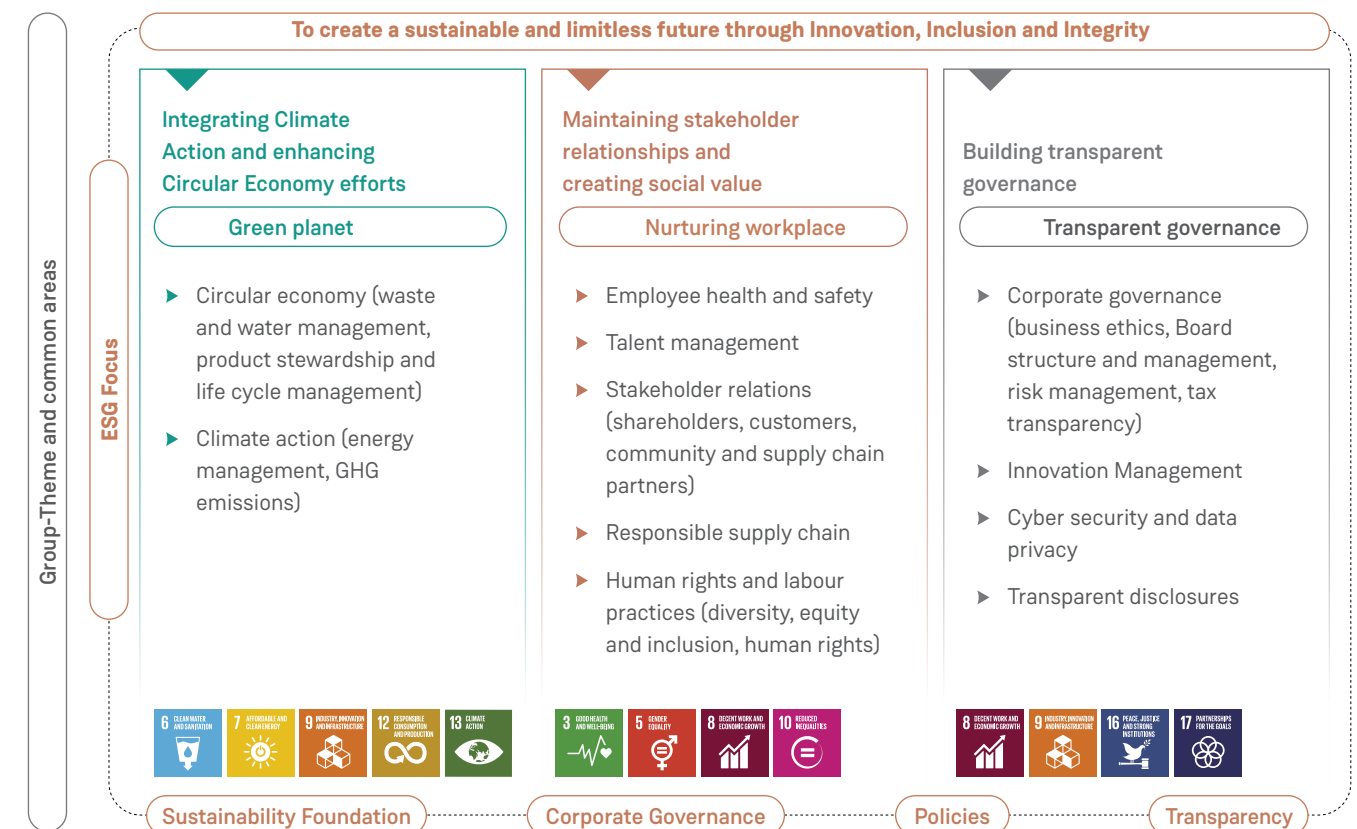 To create a sustainable and limitless future through Innovation, Inclusion and Integrity
Group-Theme and common areas
ESG Focus
Integrating Climate
Action and enhancing
Circular Economy efforts
Green planet
Circular economy (waste
and water management,
product stewardship and
life cycle management)
Climate action (energy
management, GHG
emissions)
6 CLEAN WATER
AND SANITATION
7 AFFORDABLE AND
CLEAN ENERGY
9 INDUSTRY, INNOVATION
AND INFRASTRUCTURE
12 RESPONSIBLE
CONSUMPTION
AND PRODUCTION
13 CLIMATE
ACTION
Maintaining stakeholder
relationships and
creating social value
Nurturing workplace
Employee health and safety
Talent management
Stakeholder relations
(shareholders, customers,
community and supply chain
partners)
Responsible supply chain
Human rights and labour
practices (diversity, equity
and inclusion, human rights)
3 GOOD HEALTH
AND WELL-BEING
5 GENDER
EQUALITY
8 DECENT WORK AND
ECONOMIC GROWTH
10 REDUCED
INEQUALITIES
Building transparent
governance
Transparent governance
Corporate governance
(business ethics, Board
structure and management,
risk management, tax
transparency)
Innovation Management
Cyber security and data
privacy
Transparent disclosures
8 DECENT WORK AND
ECONOMIC GROWTH
9 INDUSTRY, INNOVATION
AND INFRASTRUCTURE
16 PEACE, JUSTICE
AND STRONG
INSTITUTIONS
17 PARTNERSHIPS
FOR THE GOALS
Sustainability Foundation
Corporate Governance
Policies
Transparency